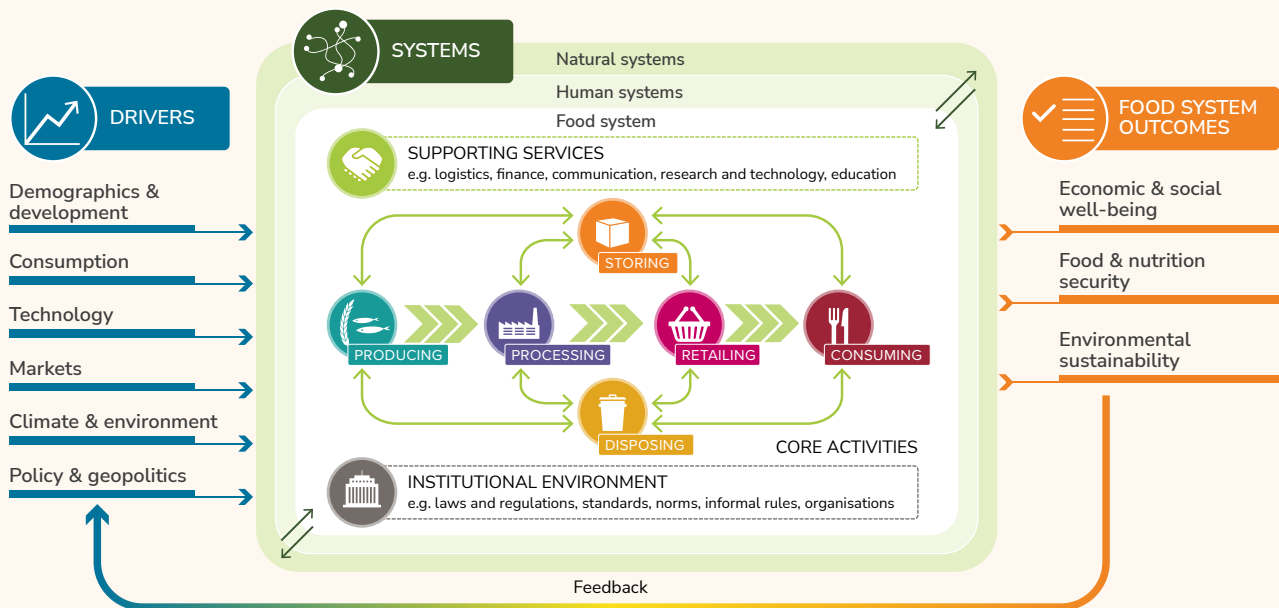 SYSTEMS
Natural systems
Human systems
Food system
DRIVERS
Demographics &
development
Consumption
Technology
Markets
Climate & environment
Policy & geopolitics
SUPPORTING SERVICES
e.g. logistics, finance, communication, research and technology, education
STORING
PRODUCING
PROCESSING
RETAILING
CONSUMING
DISPOSING
CORE ACTIVITIES
INSTITUTIONAL ENVIRONMENT
e.g. laws and regulations, standards, norms, informal rules, organisations
FOOD SYSTEM
OUTCOMES
Economic & social
well-being
Food & nutrition
security
Environmental
sustainability
Feedback